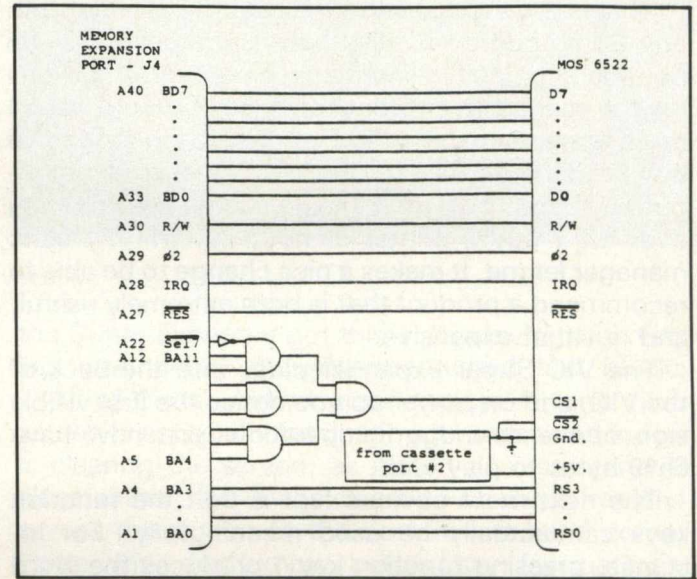 MEMORY
EXPANSION
PORT - J4
MOS 6522
A40 BD7 D7
A33 BD0 D0
A30 R/W R/W
A29 ø2 ø2
A28 IRQ IRQ
A27 RES RES
A22 Sel7
A12 BA11
CS1
CS2
A5 BA4 Gnd.
from cassette
port #2
+5v.
A4 BA3 RS3
A1 BA0 RS0